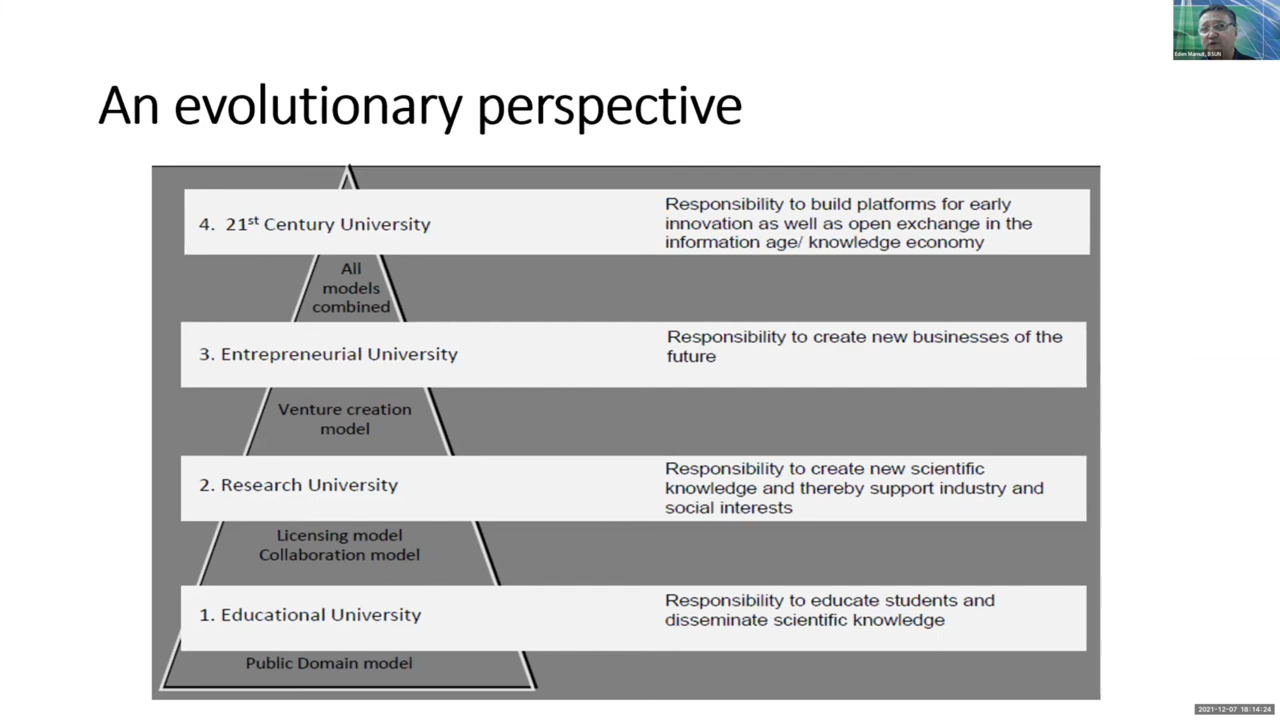 Eden Mamut, BSUN
An evolutionary perspective
4. 21st Century University
Responsibility to build platforms for early
innovation as well as open exchange in the
information age/ knowledge economy
All
models
combined
3. Entrepreneurial University
Responsibility to create new businesses of the
future
Venture creation
model
2. Research University
Responsibility to create new scientific
knowledge and thereby support industry and
social interests
Licensing model
Collaboration model
1. Educational University
Responsibility to educate students and
disseminate scientific knowledge
Public Domain model
2021-12-07 18:14:24